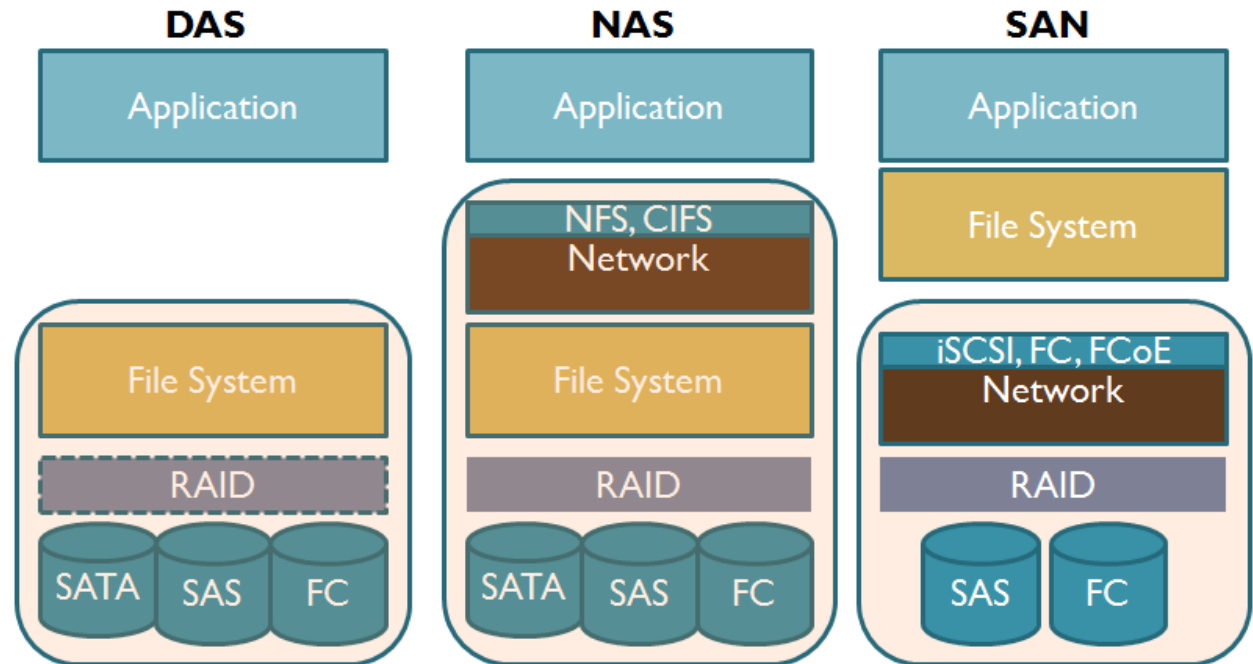 DAS
Application
File System
RAID
SATA
SAS
FC
NAS
Application
NFS, CIFS
Network
File System
RAID
SATA
SAS
FC
SAN
Application
File System
iSCSI, FC, FCoE
Network
RAID
SAS
FC